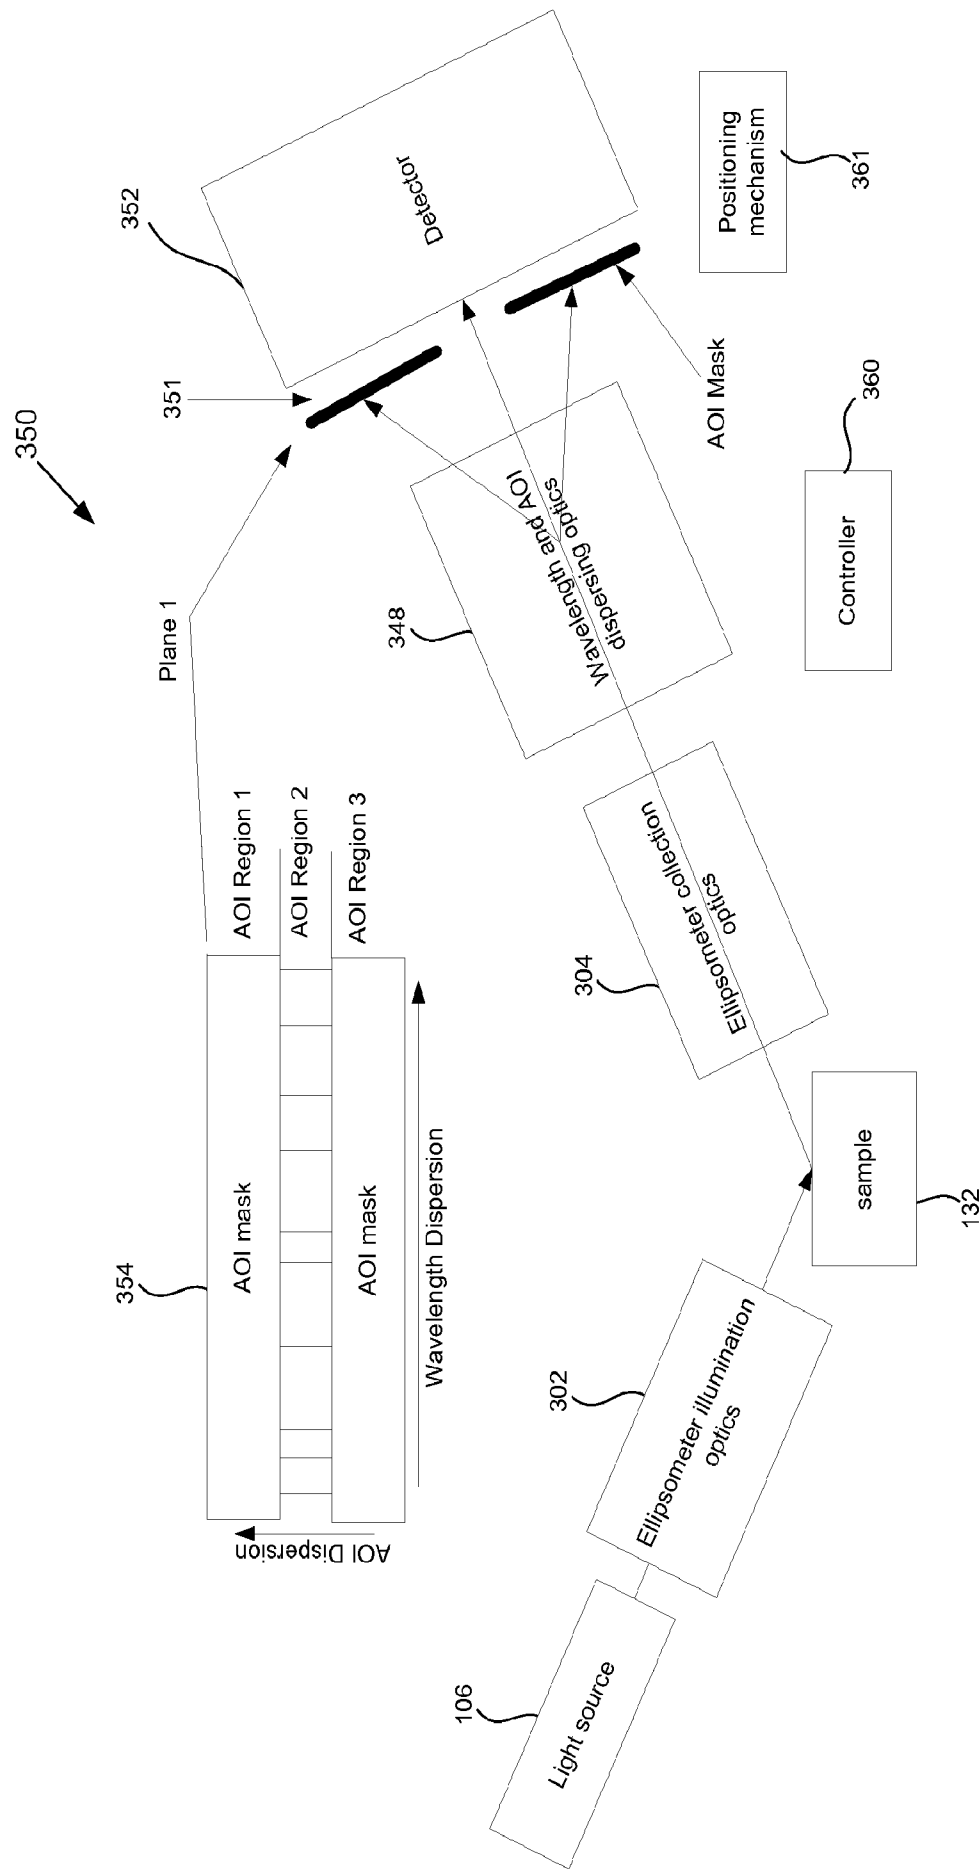 350
Plane 1
351
352
Detector
354
AOI mask
AOI Region 1
AOI Region 2
AOI mask
AOI Region 3
AOI Dispersion
Wavelength Dispersion
348
Wavelength and AOI
dispersing optics
AOI Mask
Positioning
mechanism
361
304
Ellipsometer collection
optics
Controller
360
302
Ellipsometer illumination
optics
sample
132
106
Light source